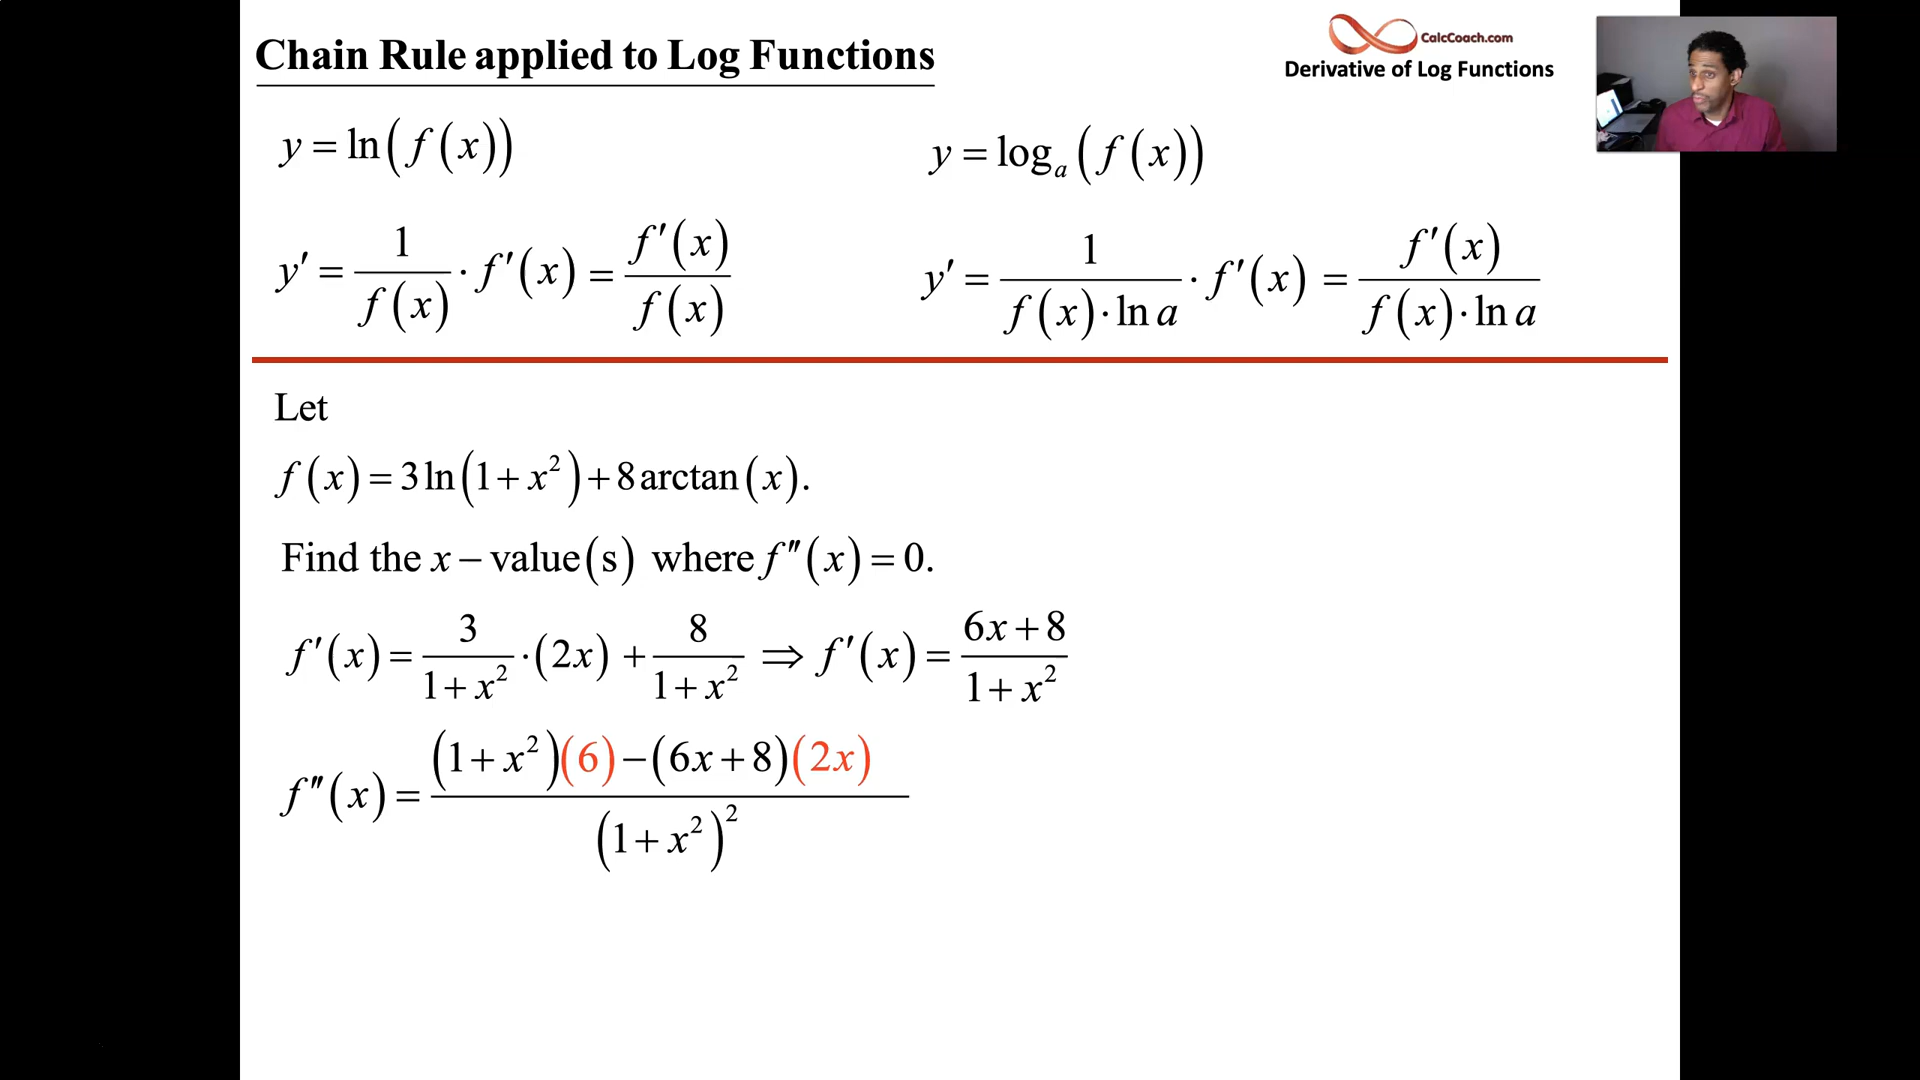 Chain Rule applied to Log Functions
CalcCoach.com
Derivative of Log Functions
y = ln(f(x))
y = logₐ(f(x))
y′ = 1/f(x) · f′(x) = f′(x)/f(x)
y′ = 1/(f(x)·ln a) · f′(x) = f′(x)/(f(x)·ln a)
Let
f(x) = 3ln(1+x²)+8arctan(x).
Find the x – value(s) where f″(x) = 0.
f′(x) = 3/(1+x²) ·(2x) + 8/(1+x²) ⇒ f′(x) = (6x+8)/(1+x²)
f″(x) = ((1+x²)(6)−(6x+8)(2x))/(1+x²)²